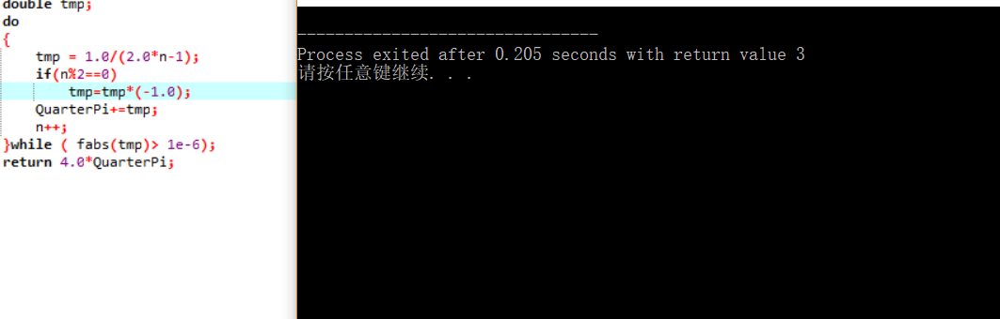 double tmp;
do
{
tmp = 1.0/(2.0*n-1);
if(n%2==0)
tmp=tmp*(-1.0);
QuarterPi+=tmp;
n++;
}while ( fabs(tmp)> 1e-6);
return 4.0*QuarterPi;
--------------------------------
Process exited after 0.205 seconds with return value 3
请按任意键继续. . .